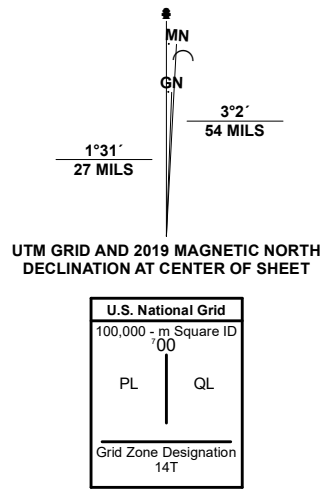 MN
GN
3°2´
54 MILS
1°31´
27 MILS
UTM GRID AND 2019 MAGNETIC NORTH
DECLINATION AT CENTER OF SHEET
U.S. National Grid
100,000 - m Square ID
⁷00
PL QL
Grid Zone Designation
14T